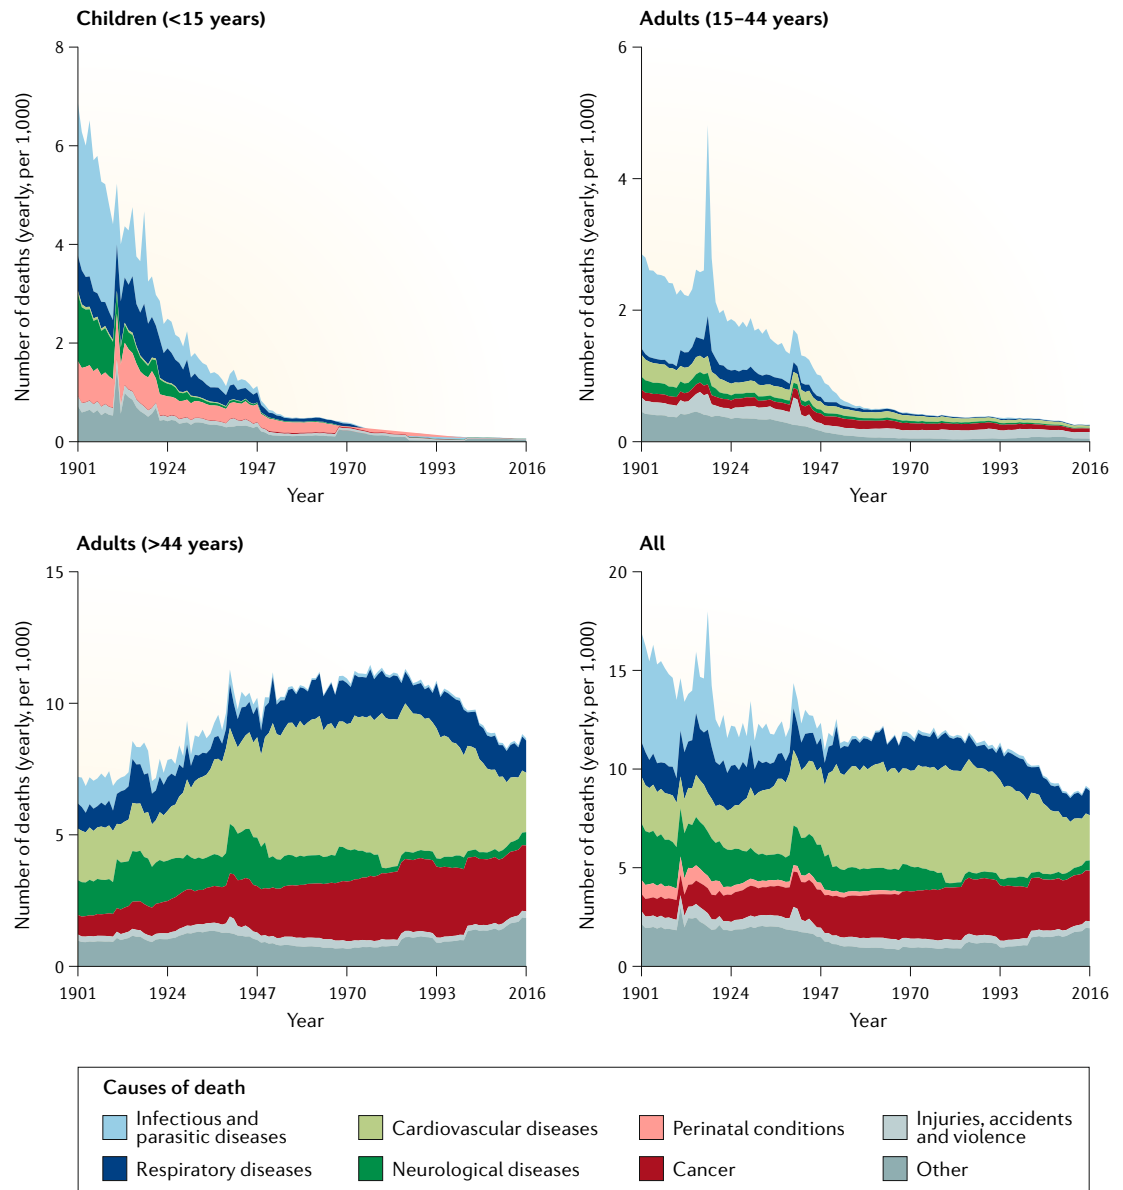 Children (<15 years)
Number of deaths (yearly, per 1,000)
8
6
4
2
0
1901 1924 1947 1970 1993 2016
Year
Adults (15–44 years)
Number of deaths (yearly, per 1,000)
6
4
2
0
1901 1924 1947 1970 1993 2016
Year
Adults (>44 years)
Number of deaths (yearly, per 1,000)
15
10
5
0
1901 1924 1947 1970 1993 2016
Year
All
Number of deaths (yearly, per 1,000)
20
15
10
5
0
1901 1924 1947 1970 1993 2016
Year
Causes of death
Infectious and
parasitic diseases
Cardiovascular diseases
Perinatal conditions
Injuries, accidents
and violence
Respiratory diseases
Neurological diseases
Cancer
Other